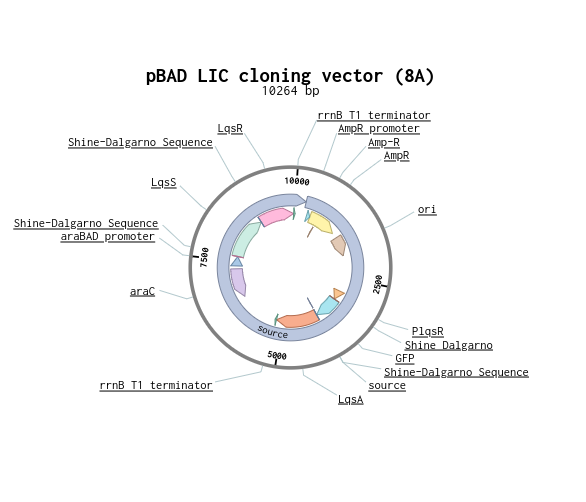 pBAD LIC cloning vector (8A)
10264 bp
rrnB T1 terminator
AmpR promoter
LqsR
Shine-Dalgarno Sequence
Amp-R
AmpR
LqsS
10000
ori
Shine-Dalgarno Sequence
araBAD promoter
7500
2500
araC
PlqsR
source
Shine Dalgarno
5000
GFP
Shine-Dalgarno Sequence
rrnB T1 terminator
source
LqsA